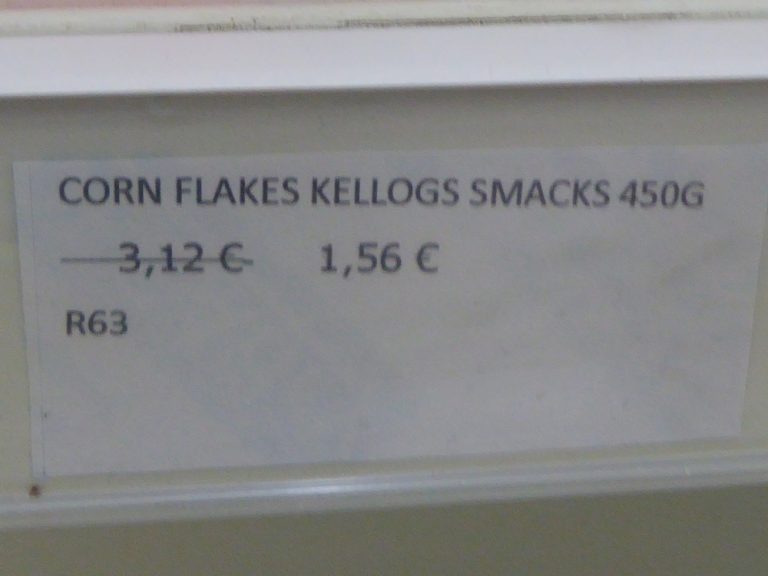 CORN FLAKES KELLOGS SMACKS 450G
3,12 € 1,56 €
R63